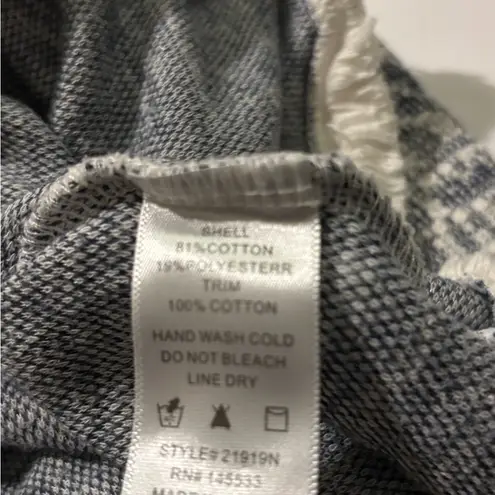 SHELL
81%COTTON
19%POLYESTERR
TRIM
100% COTTON
HAND WASH COLD
DO NOT BLEACH
LINE DRY
STYLE# 21919N
RN# 145533
MADE